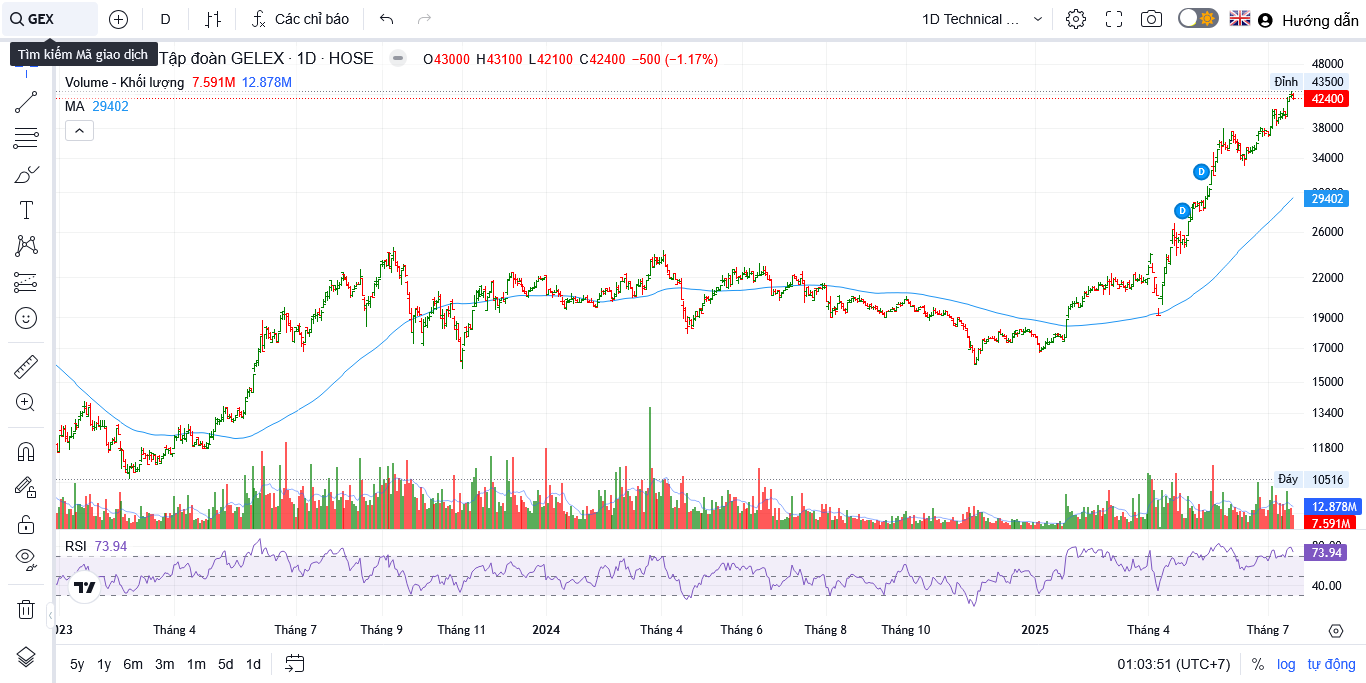 GEX
D
Các chỉ báo
1D Technical ...
Hướng dẫn
Tìm kiếm Mã giao dịch
Tập đoàn GELEX · 1D · HOSE
O43000 H43100 L42100 C42400 −500 (−1.17%)
Volume - Khối lượng 7.591M 12.878M
MA 29402
48000
Đỉnh 43500
42400
38000
34000
D
D
29402
26000
22000
19000
17000
15000
13400
11800
Đáy 10516
12.878M
7.591M
RSI 73.94
80.00
73.94
40.00
2023 Tháng 4 Tháng 7 Tháng 9 Tháng 11 2024 Tháng 4 Tháng 6 Tháng 8 Tháng 10 2025 Tháng 4 Tháng 7
5y 1y 6m 3m 1m 5d 1d
01:03:51 (UTC+7) % log tự động